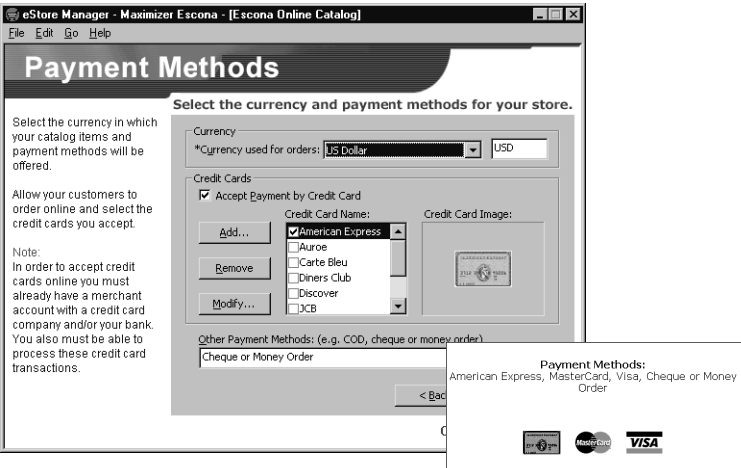 eStore Manager - Maximizer Escona - [Escona Online Catalog]
File Edit Go Help
Payment Methods
Select the currency and payment methods for your store.
Select the currency in which
your catalog items and
payment methods will be
offered.
Allow your customers to
order online and select the
credit cards you accept.
Note:
In order to accept credit
cards online you must
already have a merchant
account with a credit card
company and/or your bank.
You also must be able to
process these credit card
transactions.
Currency
*Currency used for orders: US Dollar USD
Credit Cards
Accept Payment by Credit Card
Credit Card Name: Credit Card Image:
Add...
Remove
Modify...
American Express
Auroe
Carte Bleu
Diners Club
Discover
JCB
Other Payment Methods: (e.g. COD, cheque or money order)
Cheque or Money Order
< Bac
Payment Methods:
American Express, MasterCard, Visa, Cheque or Money
Order
MasterCard VISA